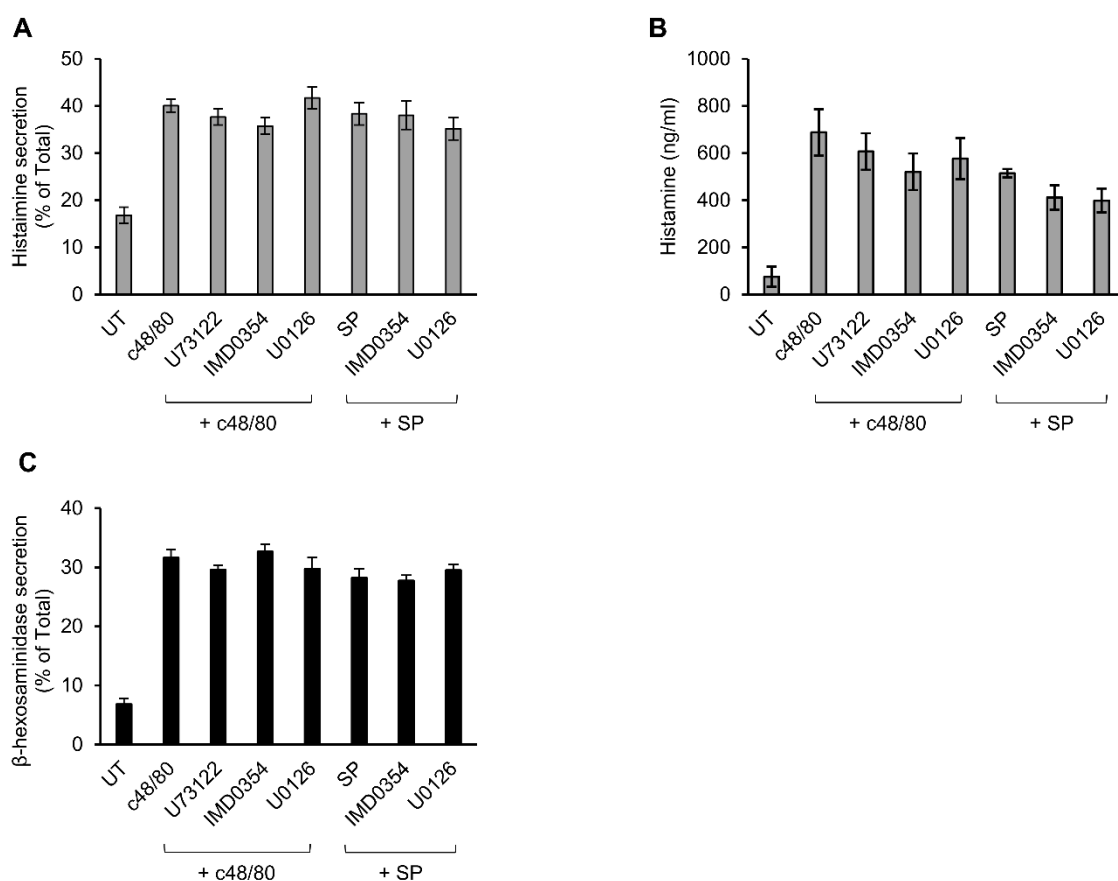 A
Histaimine secretion
(% of Total)
50
40
30
20
10
0
UT
c48/80
U73122
IMD0354
U0126
SP
IMD0354
U0126
+ c48/80
+ SP
B
Histamine (ng/ml)
1000
800
600
400
200
0
UT
c48/80
U73122
IMD0354
U0126
SP
IMD0354
U0126
+ c48/80
+ SP
C
β-hexosaminidase secretion
(% of Total)
40
30
20
10
0
UT
c48/80
U73122
IMD0354
U0126
SP
IMD0354
U0126
+ c48/80
+ SP